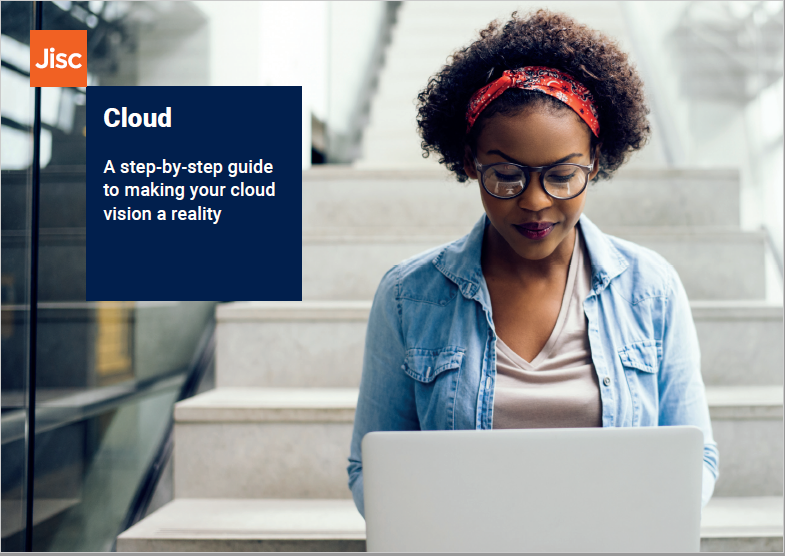 Jisc
Cloud
A step-by-step guide
to making your cloud
vision a reality